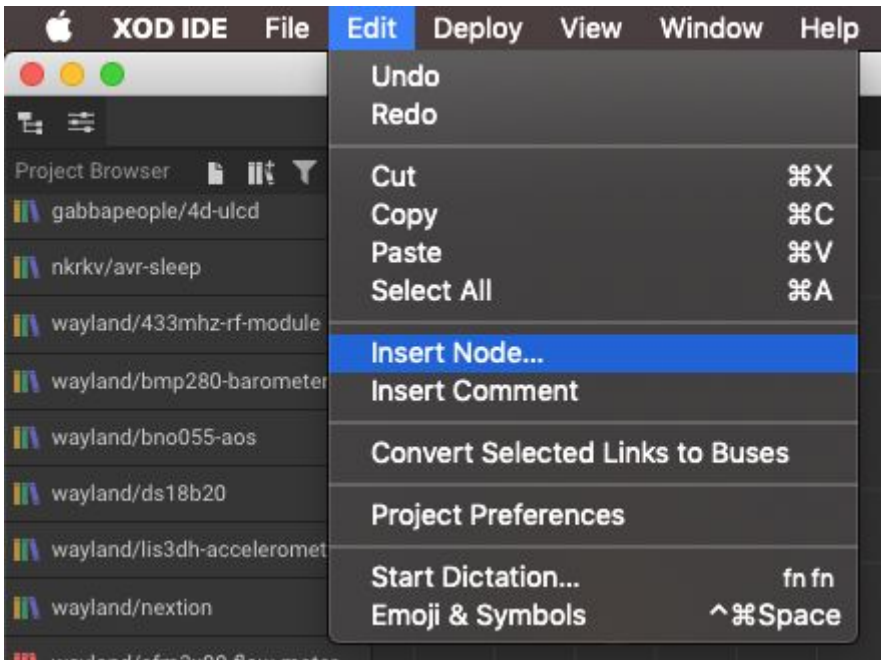 XOD IDE File Edit Deploy View Window Help
Project Browser
gabbapeople/4d-ulcd
nkrkv/avr-sleep
wayland/433mhz-rf-module
wayland/bmp280-barometer
wayland/bno055-aos
wayland/ds18b20
wayland/lis3dh-acceleromet
wayland/nextion
Undo
Redo
Cut ⌘X
Copy ⌘C
Paste ⌘V
Select All ⌘A
Insert Node...
Insert Comment
Convert Selected Links to Buses
Project Preferences
Start Dictation... fn fn
Emoji & Symbols ^⌘Space